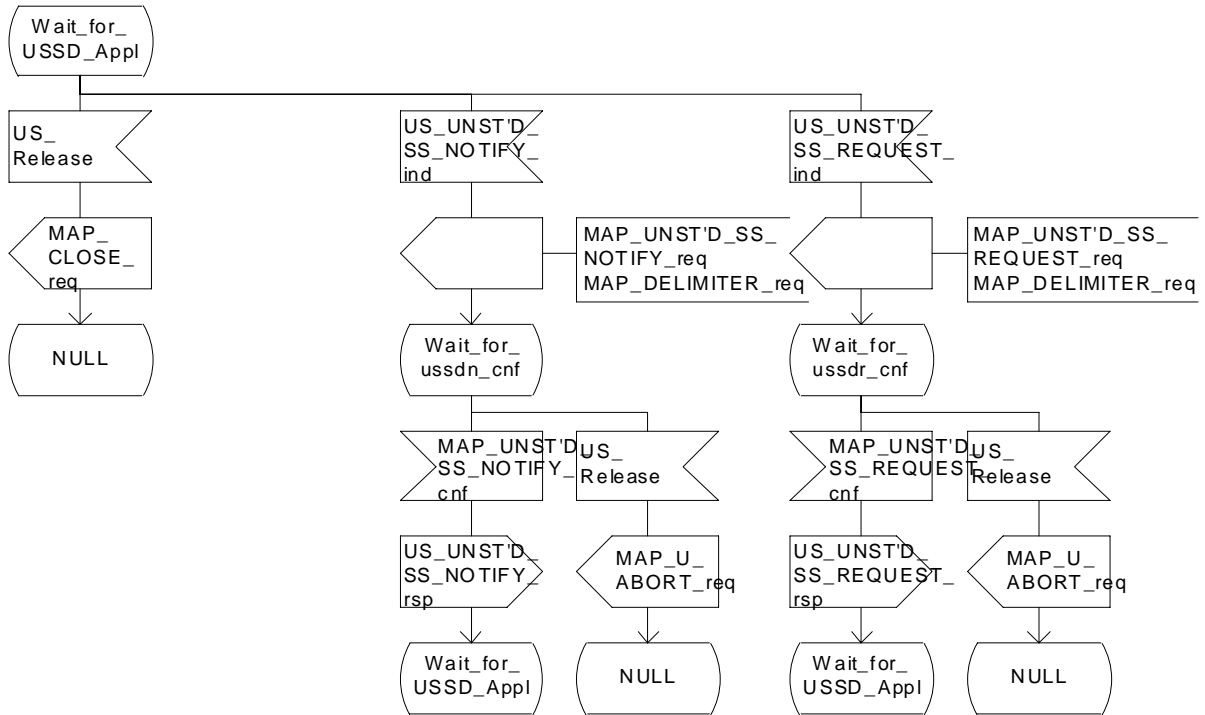 Wait_for_
USSD_Appl
US_
Release
US_UNST'D_
SS_NOTIFY_
ind
US_UNST'D_
SS_REQUEST_
ind
MAP_
CLOSE_
req
MAP_UNST'D_SS_
NOTIFY_req
MAP_DELIMITER_req
MAP_UNST'D_SS_
REQUEST_req
MAP_DELIMITER_req
NULL
Wait_for_
ussdn_cnf
Wait_for_
ussdr_cnf
MAP_UNST'D_
SS_NOTIFY_
cnf
US_
Release
MAP_UNST'D_
SS_REQUEST_
cnf
US_
Release
US_UNST'D_
SS_NOTIFY_
rsp
MAP_U_
ABORT_req
US_UNST'D_
SS_REQUEST_
rsp
MAP_U_
ABORT_req
Wait_for_
USSD_Appl
NULL
Wait_for_
USSD_Appl
NULL